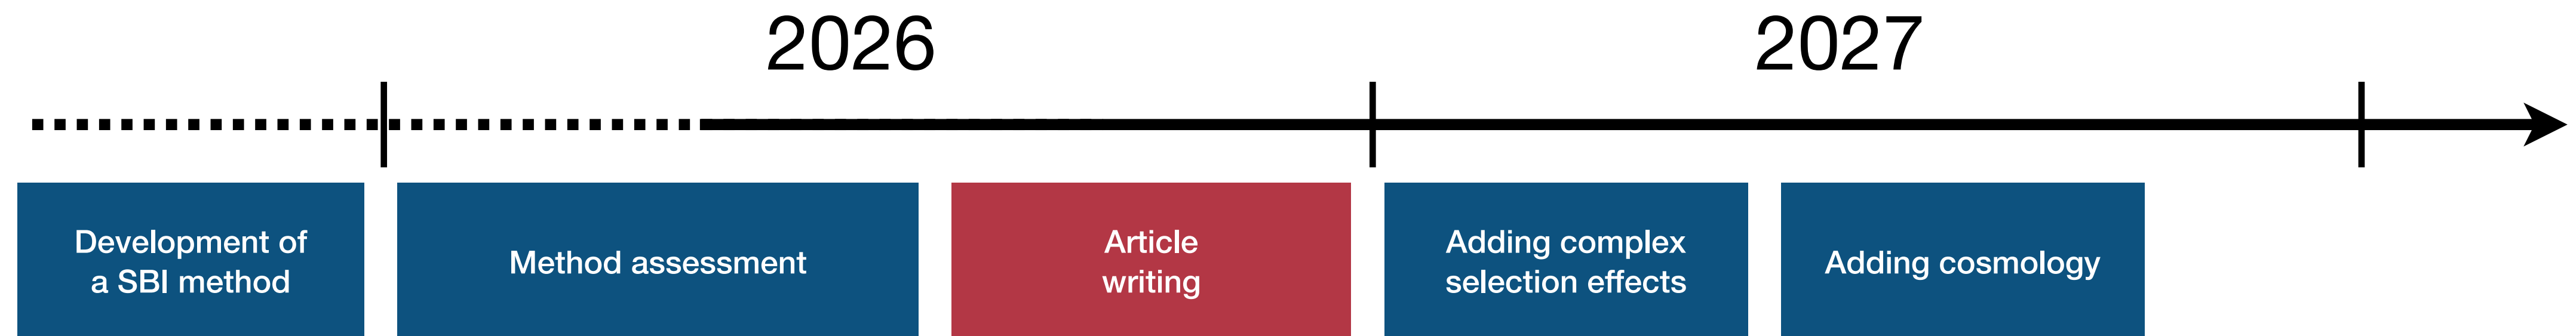 2026
2027
Development of
a SBI method
Method assessment
Article
writing
Adding complex
selection effects
Adding cosmology